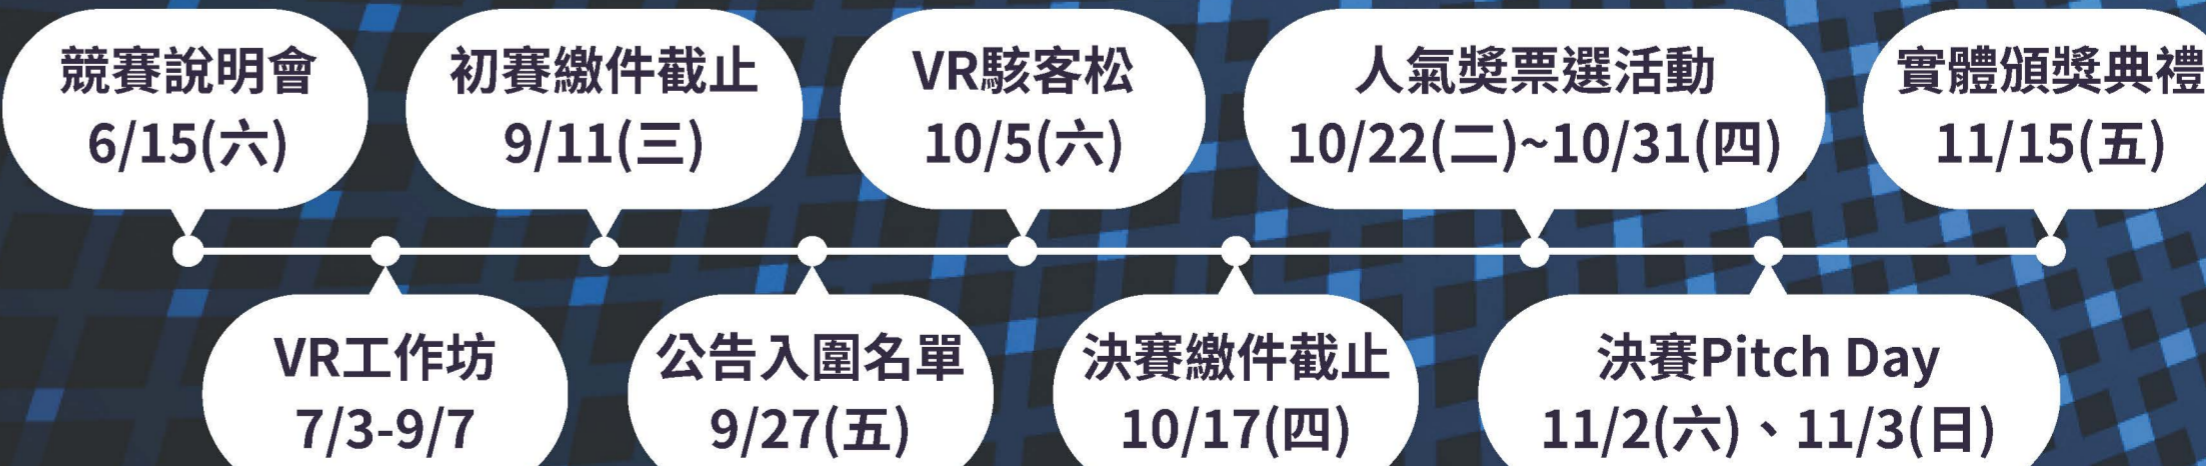 競賽說明會
6/15(六)
初賽繳件截止
9/11(三)
VR駭客松
10/5(六)
人氣獎票選活動
10/22(二)~10/31(四)
實體頒獎典禮
11/15(五)
VR工作坊
7/3-9/7
公告入圍名單
9/27(五)
決賽繳件截止
10/17(四)
決賽Pitch Day
11/2(六)、11/3(日)